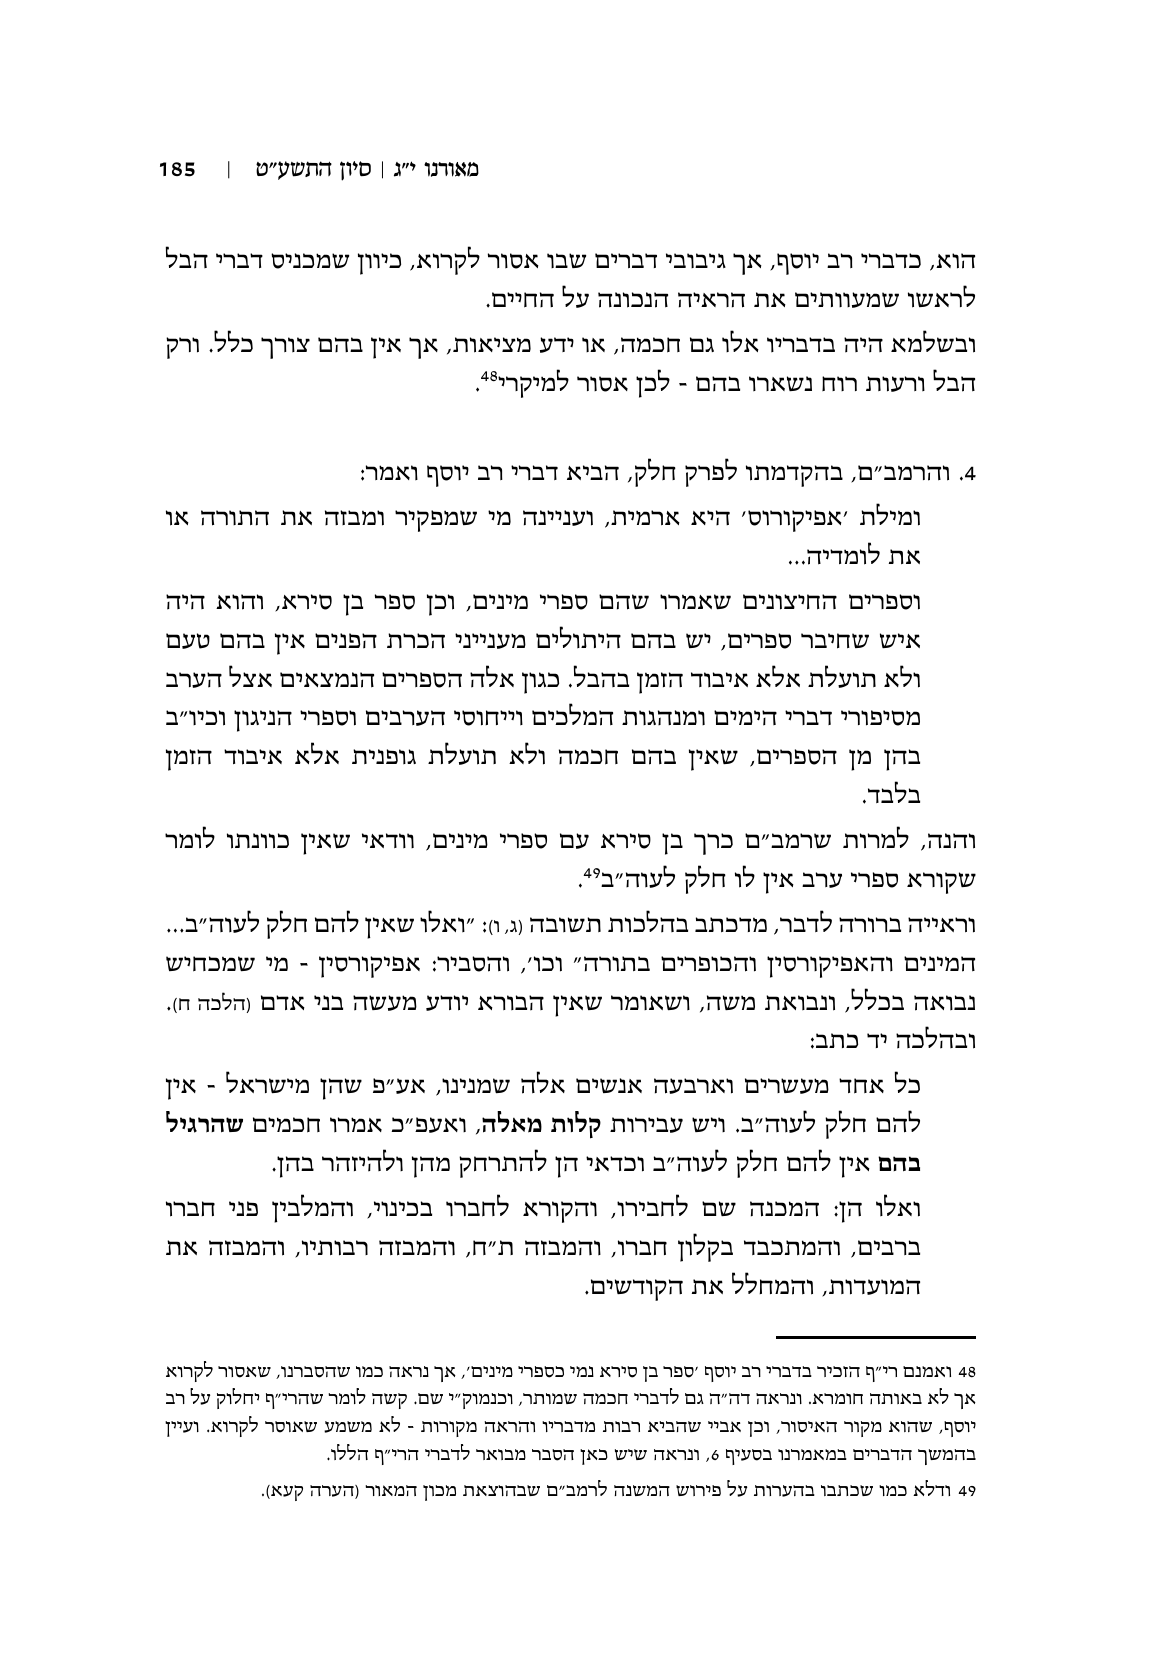 מאורנו י״ג | סיון התשע״ט | 185
הוא, כדברי רב יוסף, אך גיבובי דברים שבו אסור לקרוא, כיוון שמכניס דברי הבל
לראשו שמעוותים את הראיה הנכונה על החיים.
ובשלמא היה בדבריו אלו גם חכמה, או ידע מציאות, אך אין בהם צורך כלל. ורק
הבל ורעות רוח נשארו בהם - לכן אסור למיקרי48.
4. והרמב״ם, בהקדמתו לפרק חלק, הביא דברי רב יוסף ואמר:
ומילת ׳אפיקורוס׳ היא ארמית, ועניינה מי שמפקיר ומבזה את התורה או
את לומדיה...
וספרים החיצונים שאמרו שהם ספרי מינים, וכן ספר בן סירא, והוא היה
איש שחיבר ספרים, יש בהם היתולים מענייני הכרת הפנים אין בהם טעם
ולא תועלת אלא איבוד הזמן בהבל. כגון אלה הספרים הנמצאים אצל הערב
מסיפורי דברי הימים ומנהגות המלכים וייחוסי הערבים וספרי הניגון וכיו״ב
בהן מן הספרים, שאין בהם חכמה ולא תועלת גופנית אלא איבוד הזמן
בלבד.
והנה, למרות שרמב״ם כרך בן סירא עם ספרי מינים, וודאי שאין כוונתו לומר
שקורא ספרי ערב אין לו חלק לעוה״ב49.
וראייה ברורה לדבר, מדכתב בהלכות תשובה (ג, ו): ״ואלו שאין להם חלק לעוה״ב...
המינים והאפיקורסין והכופרים בתורה״ וכו׳, והסביר: אפיקורסין - מי שמכחיש
נבואה בכלל, ונבואת משה, ושאומר שאין הבורא יודע מעשה בני אדם (הלכה ח).
ובהלכה יד כתב:
כל אחד מעשרים וארבעה אנשים אלה שמנינו, אע״פ שהן מישראל - אין
להם חלק לעוה״ב. ויש עבירות קלות מאלה, ואעפ״כ אמרו חכמים שהרגיל
בהם אין להם חלק לעוה״ב וכדאי הן להתרחק מהן ולהיזהר בהן.
ואלו הן: המכנה שם לחבירו, והקורא לחברו בכינוי, והמלבין פני חברו
ברבים, והמתכבד בקלון חברו, והמבזה ת״ח, והמבזה רבותיו, והמבזה את
המועדות, והמחלל את הקודשים.
48 ואמנם רי״ף הזכיר בדברי רב יוסף ׳ספר בן סירא נמי כספרי מינים׳, אך נראה כמו שהסברנו, שאסור לקרוא
אך לא באותה חומרא. ונראה דה״ה גם לדברי חכמה שמותר, וכנמוק״י שם. קשה לומר שהרי״ף יחלוק על רב
יוסף, שהוא מקור האיסור, וכן אביי שהביא רבות מדבריו והראה מקורות - לא משמע שאוסר לקרוא. ועיין
בהמשך הדברים במאמרנו בסעיף 6, ונראה שיש כאן הסבר מבואר לדברי הרי״ף הללו.
49 ודלא כמו שכתבו בהערות על פירוש המשנה לרמב״ם שבהוצאת מכון המאור (הערה קעא).